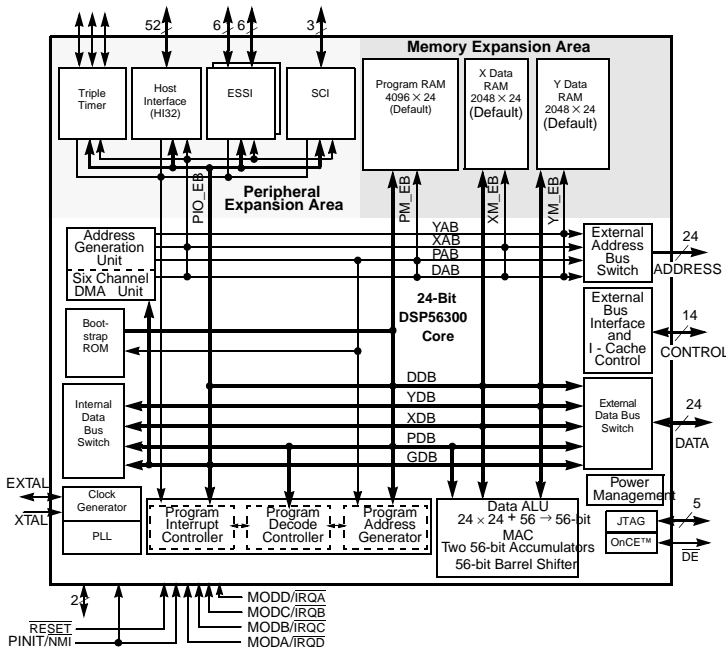 52
6
6
3
Memory Expansion Area
Triple
Timer
Host
Interface
(HI32)
ESSI
SCI
Program RAM
4096 × 24
(Default)
X Data
RAM
2048 × 24
(Default)
Y Data
RAM
2048 × 24
(Default)
PIO_EB
Peripheral
Expansion Area
PM_EB
XM_EB
YM_EB
Address
Generation
Unit
Six Channel
DMA Unit
YAB
XAB
PAB
DAB
External
Address
Bus
Switch
24
ADDRESS
24-Bit
DSP56300
Core
Boot-
strap
ROM
External
Bus
Interface
and
I - Cache
Control
14
CONTROL
Internal
Data
Bus
Switch
DDB
YDB
XDB
PDB
GDB
External
Data Bus
Switch
24
DATA
EXTAL
XTAL
Clock
Generator
PLL
Program
Interrupt
Controller
Program
Decode
Controller
Program
Address
Generator
Data ALU
24 × 24 + 56 → 56-bit
MAC
Two 56-bit Accumulators
56-bit Barrel Shifter
Power
Management
JTAG
OnCE™
5
DE
2
RESET
PINIT/NMI
MODD/IRQA
MODC/IRQB
MODB/IRQC
MODA/IRQD